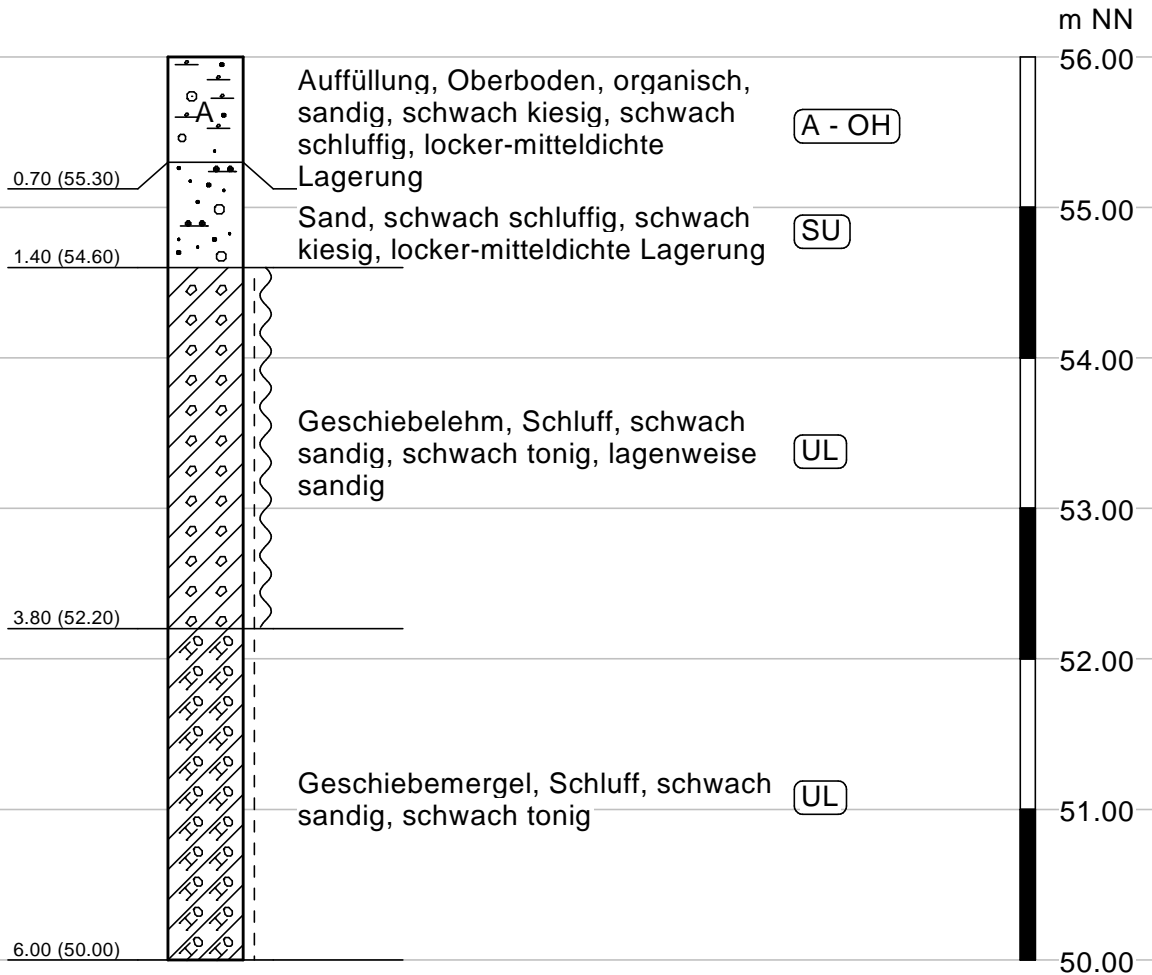 m NN
56.00
Auffüllung, Oberboden, organisch,
sandig, schwach kiesig, schwach
schluffig, locker-mitteldichte
Lagerung
A - OH
A
0.70 (55.30)
55.00
Sand, schwach schluffig, schwach
kiesig, locker-mitteldichte Lagerung
SU
1.40 (54.60)
54.00
Geschiebelehm, Schluff, schwach
sandig, schwach tonig, lagenweise
sandig
UL
53.00
3.80 (52.20)
52.00
Geschiebemergel, Schluff, schwach
sandig, schwach tonig
UL
51.00
6.00 (50.00)
50.00